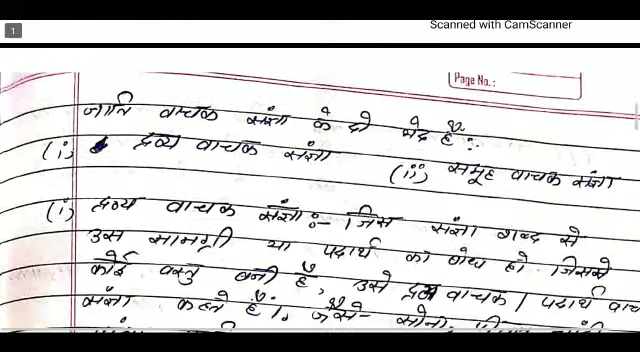 1
Scanned with CamScanner
Page No.:
जाति वाचक संज्ञा के दो भेद हैं :-
(i) द्रव्य वाचक संज्ञा (ii) समूह वाचक संज्ञा
(i) द्रव्य वाचक संज्ञा :- जिस संज्ञा शब्द से
उस सामग्री या पदार्थ का बोध हो जिससे
कोई वस्तु बनी है, उसे द्रव्य वाचक / पदार्थ वाच
संज्ञा कहते हैं। जैसे- सोना,